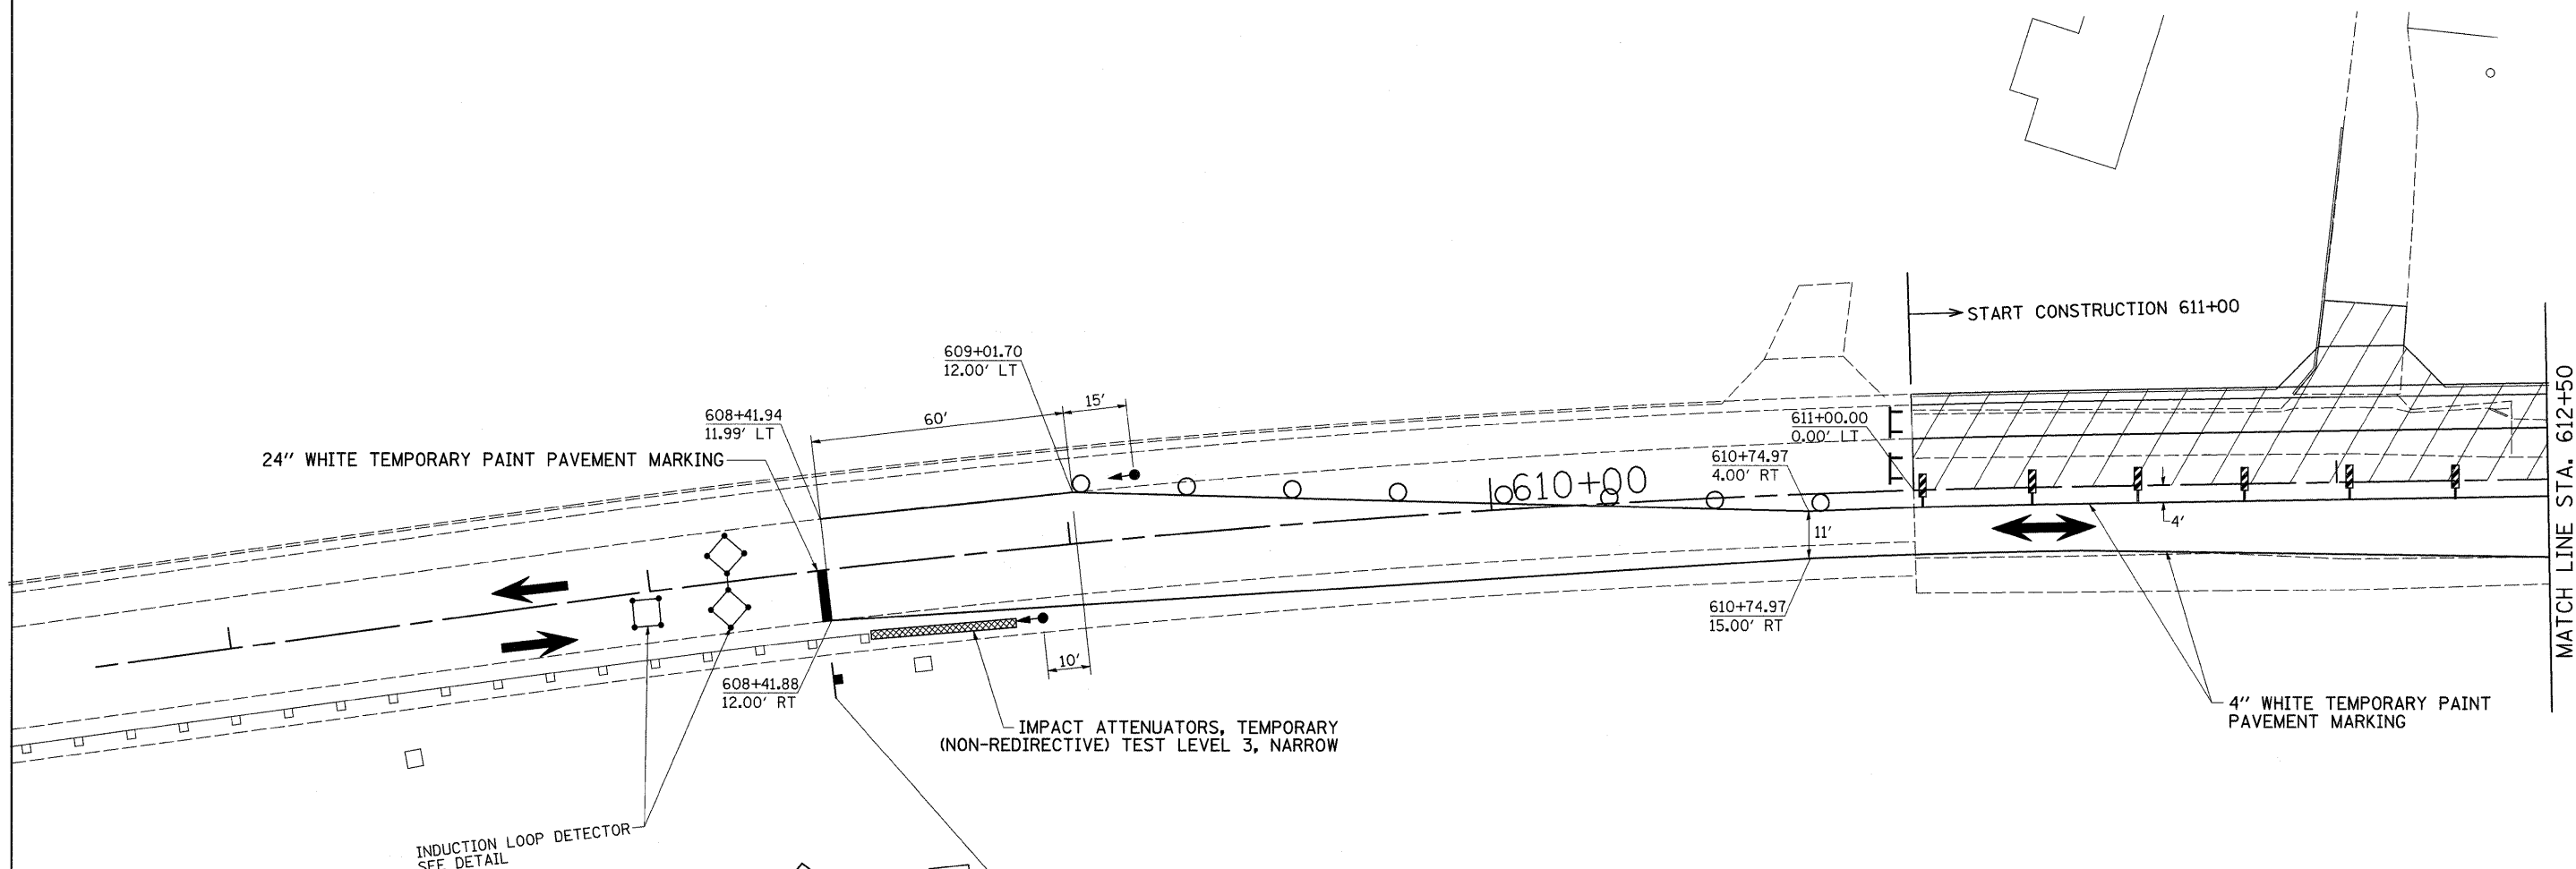 START CONSTRUCTION 611+00
609+01.70
12.00' LT
15'
60'
608+41.94
11.99' LT
24" WHITE TEMPORARY PAINT PAVEMENT MARKING
611+00.00
0.00' LT
610+74.97
4.00' RT
610+00
11'
4'
MATCH LINE STA. 612+50
610+74.97
15.00' RT
10'
608+41.88
12.00' RT
IMPACT ATTENUATORS, TEMPORARY
(NON-REDIRECTIVE) TEST LEVEL 3, NARROW
4" WHITE TEMPORARY PAINT
PAVEMENT MARKING
INDUCTION LOOP DETECTOR
SEE DETAIL